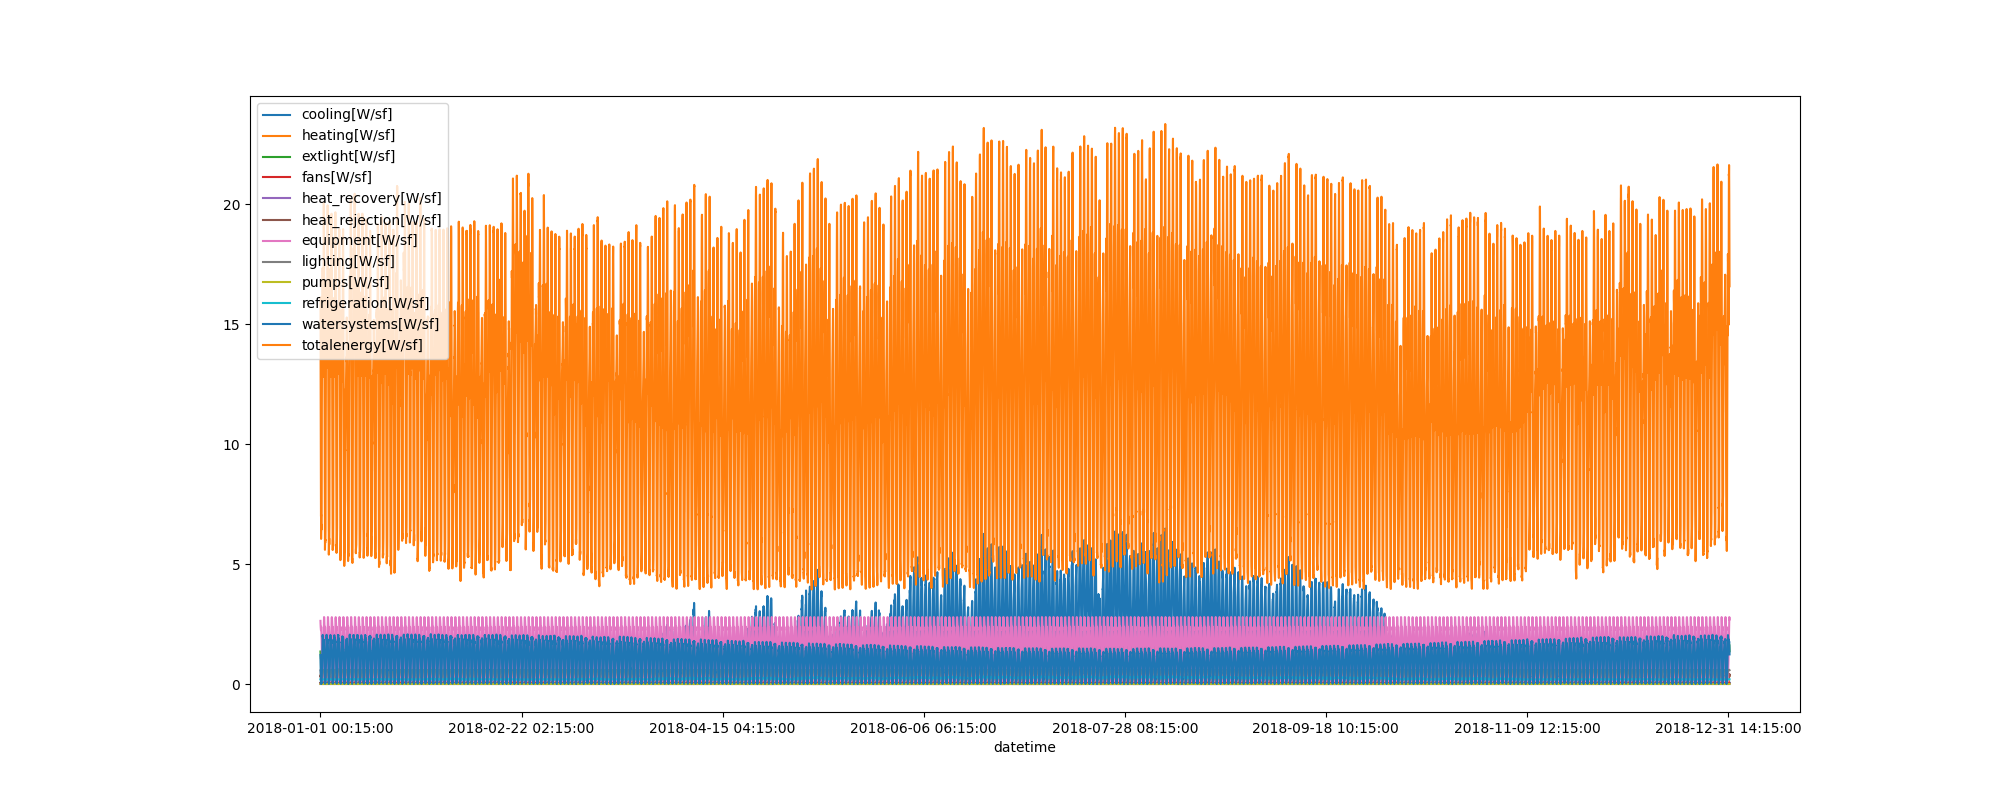 cooling[W/sf]
heating[W/sf]
extlight[W/sf]
fans[W/sf]
heat_recovery[W/sf]
heat_rejection[W/sf]
equipment[W/sf]
lighting[W/sf]
pumps[W/sf]
refrigeration[W/sf]
watersystems[W/sf]
totalenergy[W/sf]
20
15
10
5
0
2018-01-01 00:15:00 2018-02-22 02:15:00 2018-04-15 04:15:00 2018-06-06 06:15:00 2018-07-28 08:15:00 2018-09-18 10:15:00 2018-11-09 12:15:00 2018-12-31 14:15:00
datetime